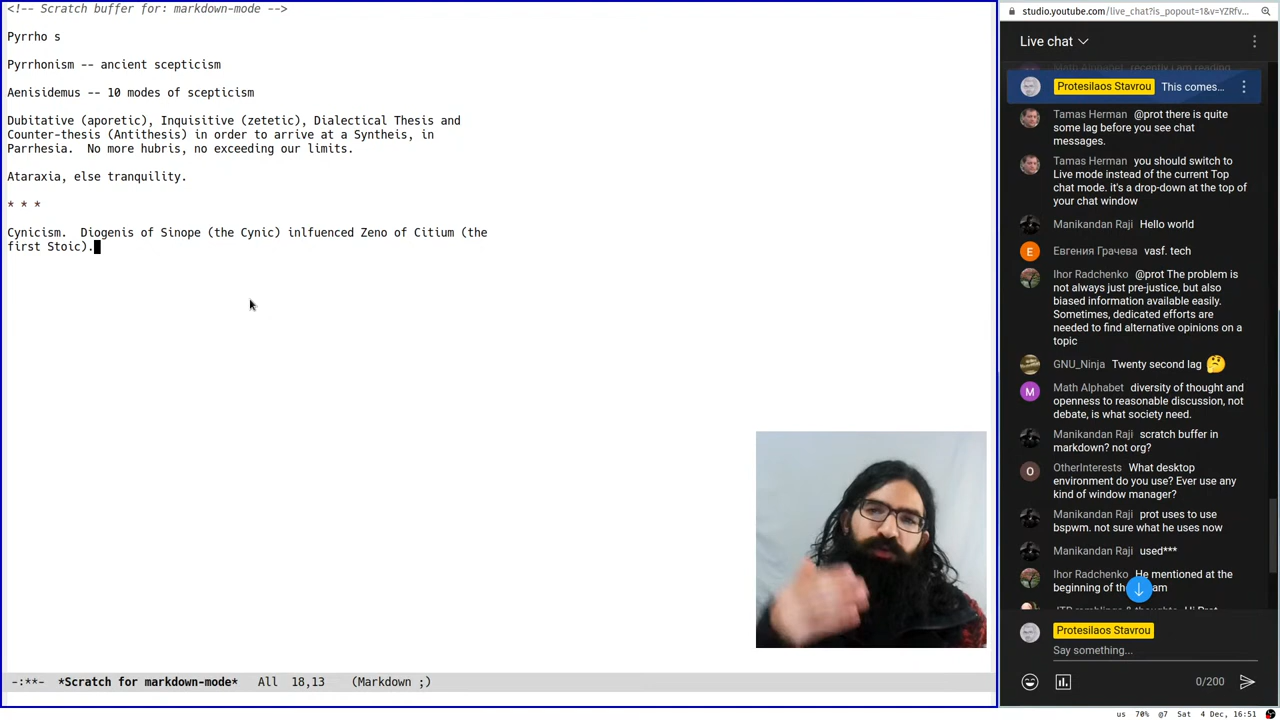 <!-- Scratch buffer for: markdown-mode -->
Pyrrho s
Pyrrhonism -- ancient scepticism
Aenisidemus -- 10 modes of scepticism
Dubitative (aporetic), Inquisitive (zetetic), Dialectical Thesis and
Counter-thesis (Antithesis) in order to arrive at a Syntheis, in
Parrhesia.  No more hubris, no exceeding our limits.
Ataraxia, else tranquility.
* * *
Cynicism.  Diogenis of Sinope (the Cynic) inlfuenced Zeno of Citium (the
first Stoic).
-:**-  *Scratch for markdown-mode*  All  18,13  (Markdown ;)
studio.youtube.com/live_chat?is_popout=1&v=YZRfv...
Live chat
Math Alphabet recently i am reading
Protesilaos Stavrou This comes...
Tamas Herman @prot there is quite
some lag before you see chat
messages.
Tamas Herman you should switch to
Live mode instead of the current Top
chat mode. it's a drop-down at the top of
your chat window
Manikandan Raji Hello world
E Евгения Грачева vasf. tech
Ihor Radchenko @prot The problem is
not always just pre-justice, but also
biased information available easily.
Sometimes, dedicated efforts are
needed to find alternative opinions on a
topic
GNU_Ninja Twenty second lag 🤔
M Math Alphabet diversity of thought and
openness to reasonable discussion, not
debate, is what society need.
Manikandan Raji scratch buffer in
markdown? not org?
O OtherInterests What desktop
environment do you use? Ever use any
kind of window manager?
Manikandan Raji prot uses to use
bspwm. not sure what he uses now
Manikandan Raji used***
Ihor Radchenko He mentioned at the
beginning of
Protesilaos Stavrou
Say something...
0/200
us 70% @7 Sat 4 Dec, 16:51